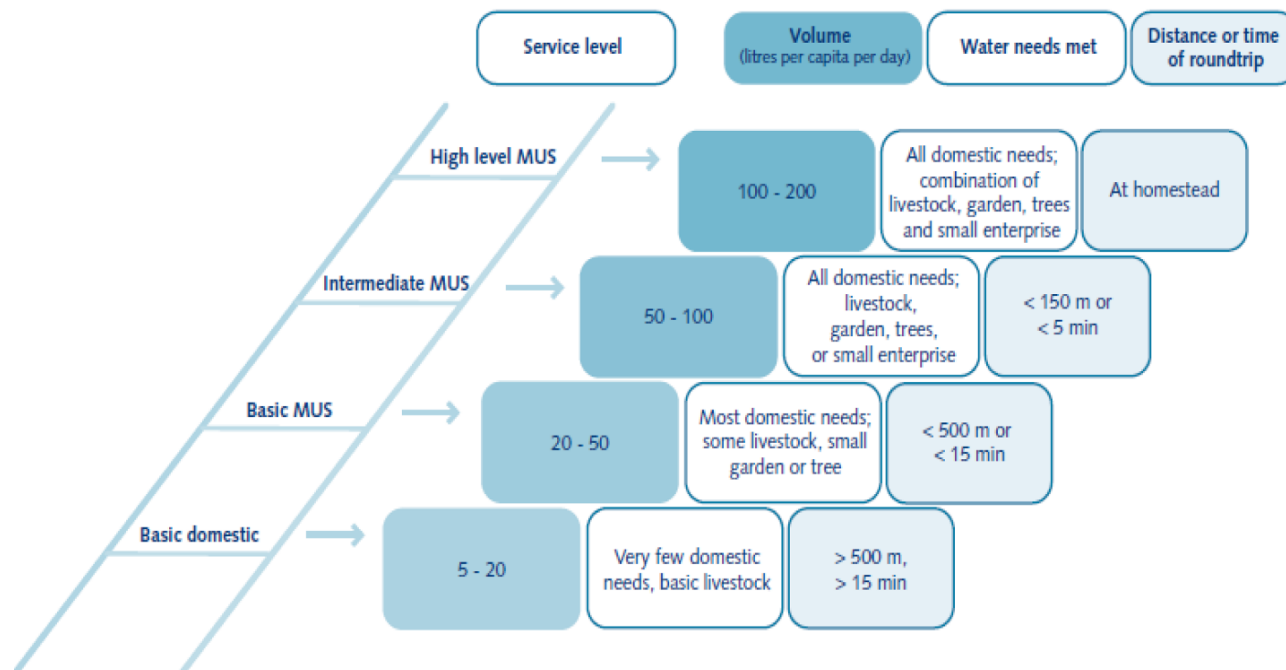 Service level
Volume
(litres per capita per day)
Water needs met
Distance or time
of roundtrip
High level MUS
100 - 200
All domestic needs;
combination of
livestock, garden, trees
and small enterprise
At homestead
Intermediate MUS
50 - 100
All domestic needs;
livestock,
garden, trees,
or small enterprise
< 150 m or
< 5 min
Basic MUS
20 - 50
Most domestic needs;
some livestock, small
garden or tree
< 500 m or
< 15 min
Basic domestic
5 - 20
Very few domestic
needs, basic livestock
> 500 m,
> 15 min